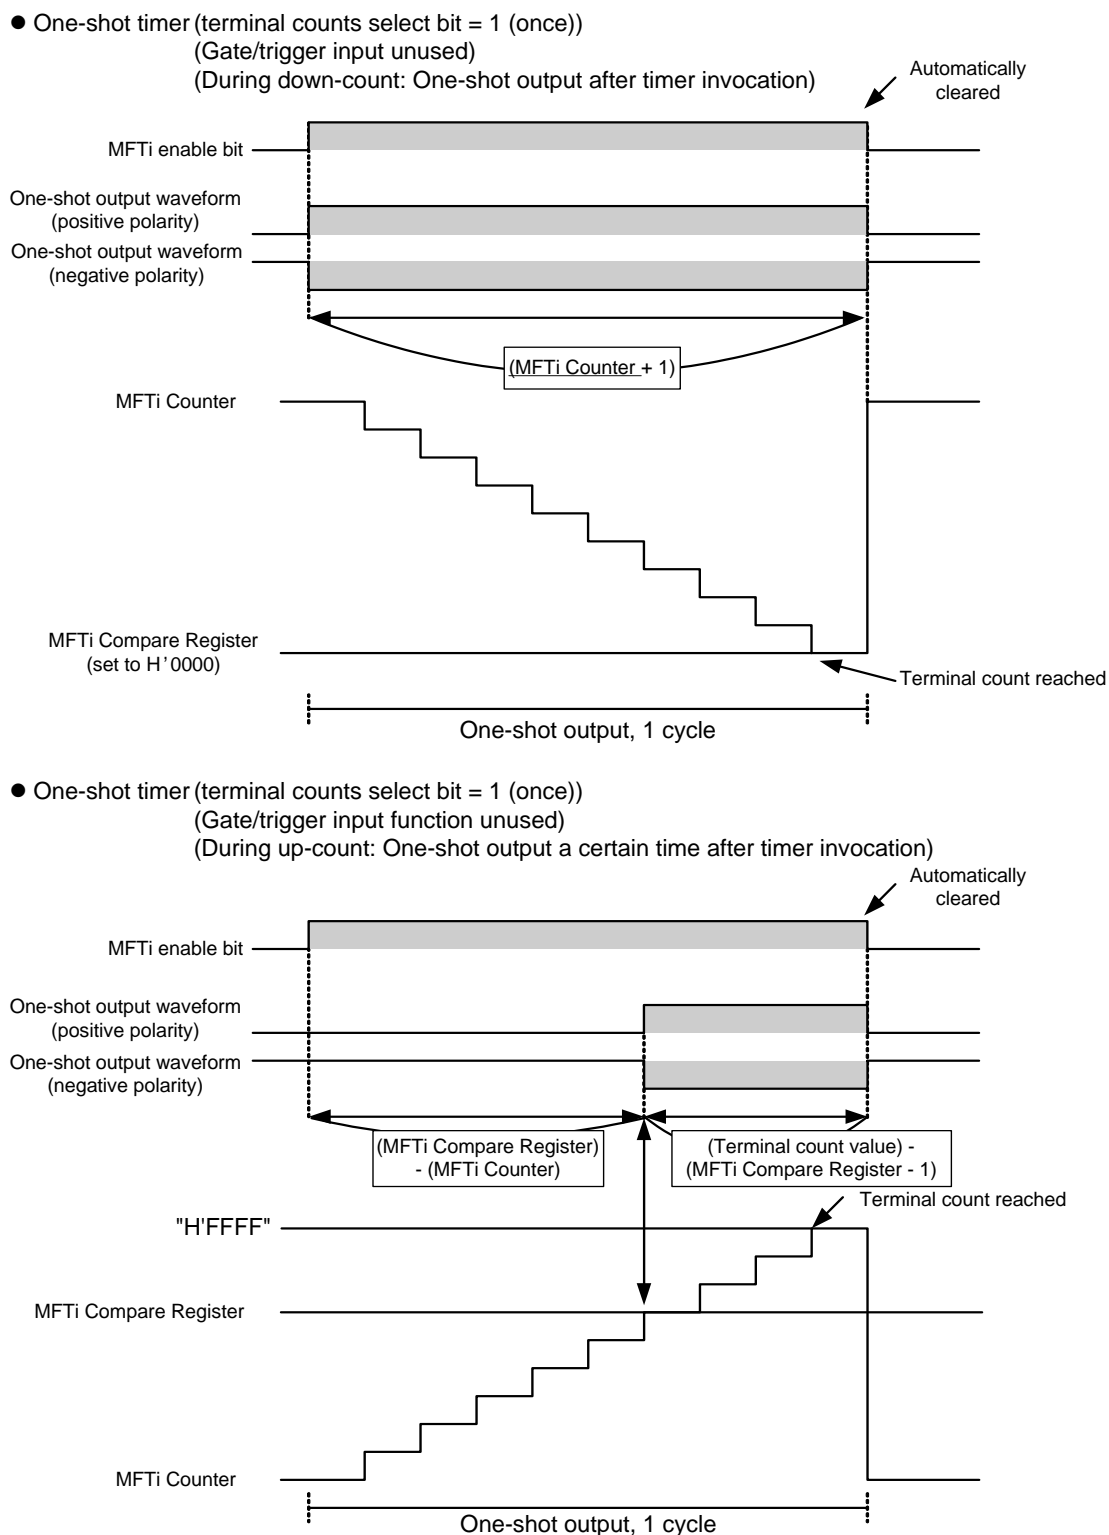 ● One-shot timer (terminal counts select bit = 1 (once))
(Gate/trigger input unused)
(During down-count: One-shot output after timer invocation)
Automatically
cleared
MFTi enable bit
One-shot output waveform
(positive polarity)
One-shot output waveform
(negative polarity)
(MFTi Counter + 1)
MFTi Counter
MFTi Compare Register
(set to H'0000)
Terminal count reached
One-shot output, 1 cycle
● One-shot timer (terminal counts select bit = 1 (once))
(Gate/trigger input function unused)
(During up-count: One-shot output a certain time after timer invocation)
Automatically
cleared
MFTi enable bit
One-shot output waveform
(positive polarity)
One-shot output waveform
(negative polarity)
(MFTi Compare Register)
- (MFTi Counter)
(Terminal count value) -
(MFTi Compare Register - 1)
Terminal count reached
"H'FFFF"
MFTi Compare Register
MFTi Counter
One-shot output, 1 cycle